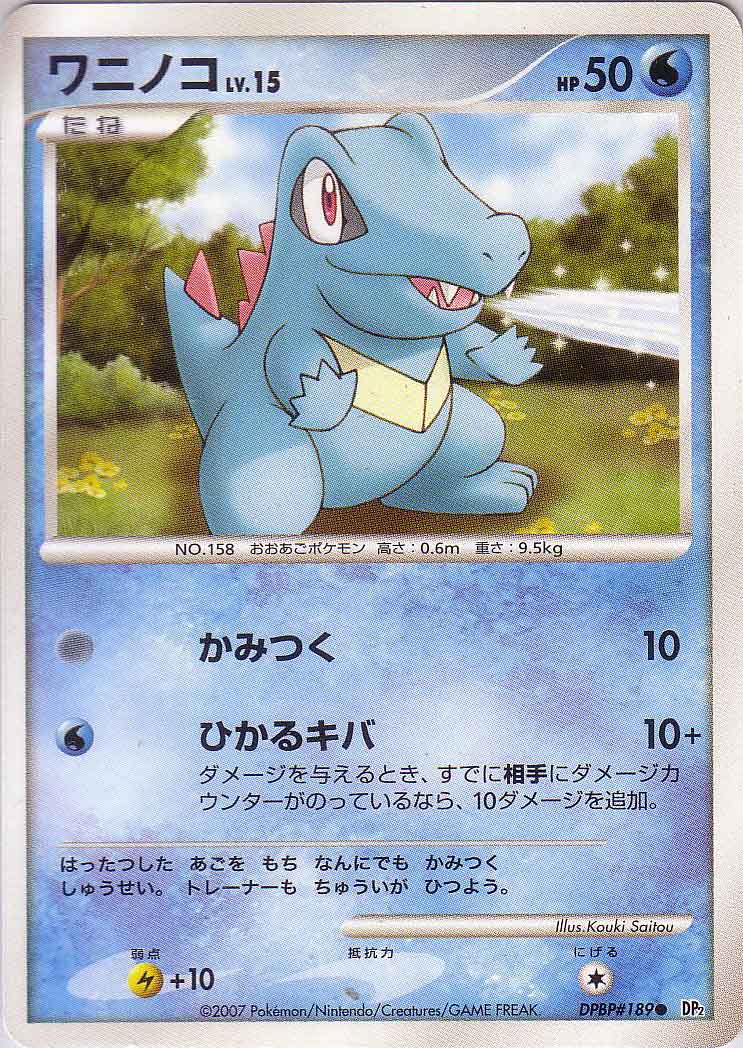 ワニノコ LV.15 HP 50
たね
NO.158 おおあごポケモン 高さ:0.6m 重さ:9.5kg
かみつく 10
ひかるキバ 10+
ダメージを与えるとき、すでに相手にダメージカ
ウンターがのっているなら、10ダメージを追加。
はったつした あごを もち なんにでも かみつく
しゅうせい。 トレーナーも ちゅういが ひつよう。
Illus.Kouki Saitou
弱点 抵抗力 にげる
+10
©2007 Pokémon/Nintendo/Creatures/GAME FREAK. DPBP#189 DP2